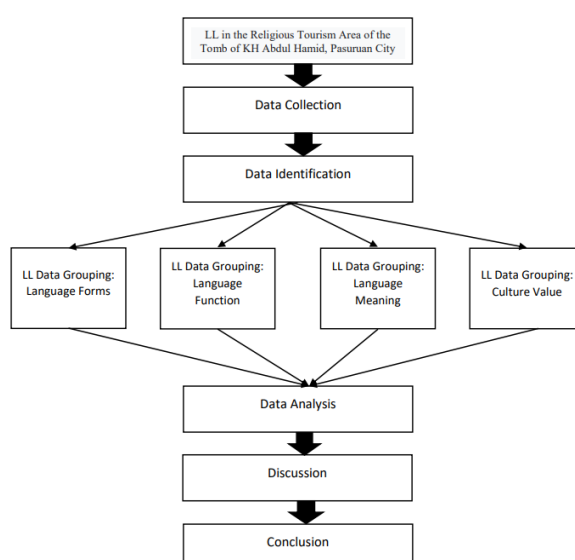 LL in the Religious Tourism Area of the
Tomb of KH Abdul Hamid, Pasuruan City
Data Collection
Data Identification
LL Data Grouping:
Language Forms
LL Data Grouping:
Language
Function
LL Data Grouping:
Language
Meaning
LL Data Grouping:
Culture Value
Data Analysis
Discussion
Conclusion